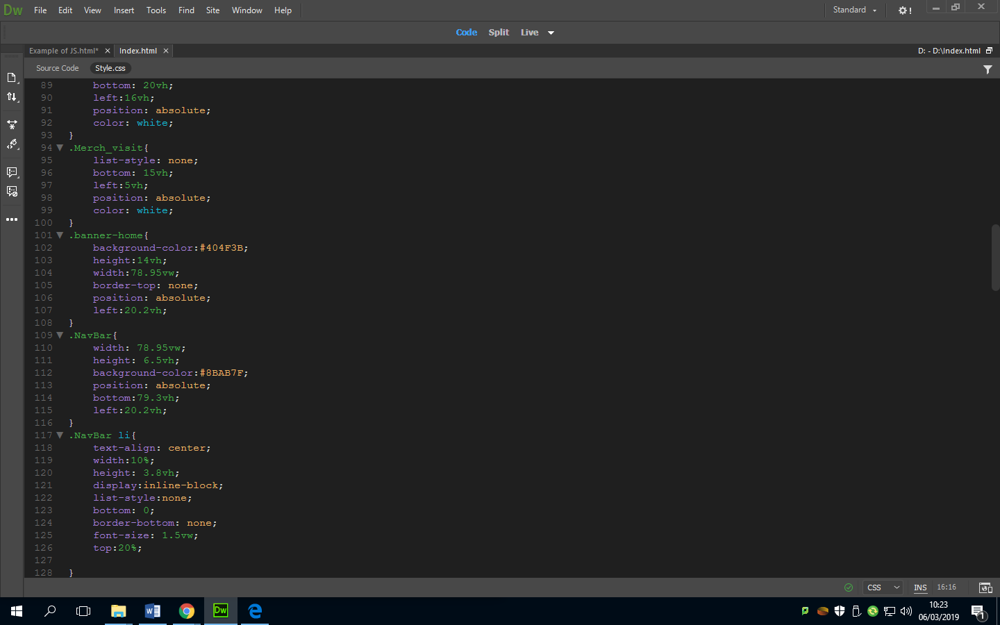 Dw File Edit View Insert Tools Find Site Window Help Standard !
Code Split Live
Example of JS.html* × Index.html × D: - D:\Index.html
Source Code Style.css
89 bottom: 20vh;
90 left:16vh;
91 position: absolute;
92 color: white;
93 }
94 .Merch_visit{
95 list-style: none;
96 bottom: 15vh;
97 left:5vh;
98 position: absolute;
99 color: white;
100 }
101 .banner-home{
102 background-color:#404F3B;
103 height:14vh;
104 width:78.95vw;
105 border-top: none;
106 position: absolute;
107 left:20.2vh;
108 }
109 .NavBar{
110 width: 78.95vw;
111 height: 6.5vh;
112 background-color:#8BAB7F;
113 position: absolute;
114 bottom:79.3vh;
115 left:20.2vh;
116 }
117 .NavBar li{
118 text-align: center;
119 width:10%;
120 height: 3.8vh;
121 display:inline-block;
122 list-style:none;
123 bottom: 0;
124 border-bottom: none;
125 font-size: 1.5vw;
126 top:20%;
127
128 }
CSS INS 16:16
Dw 10:23
06/03/2019 1